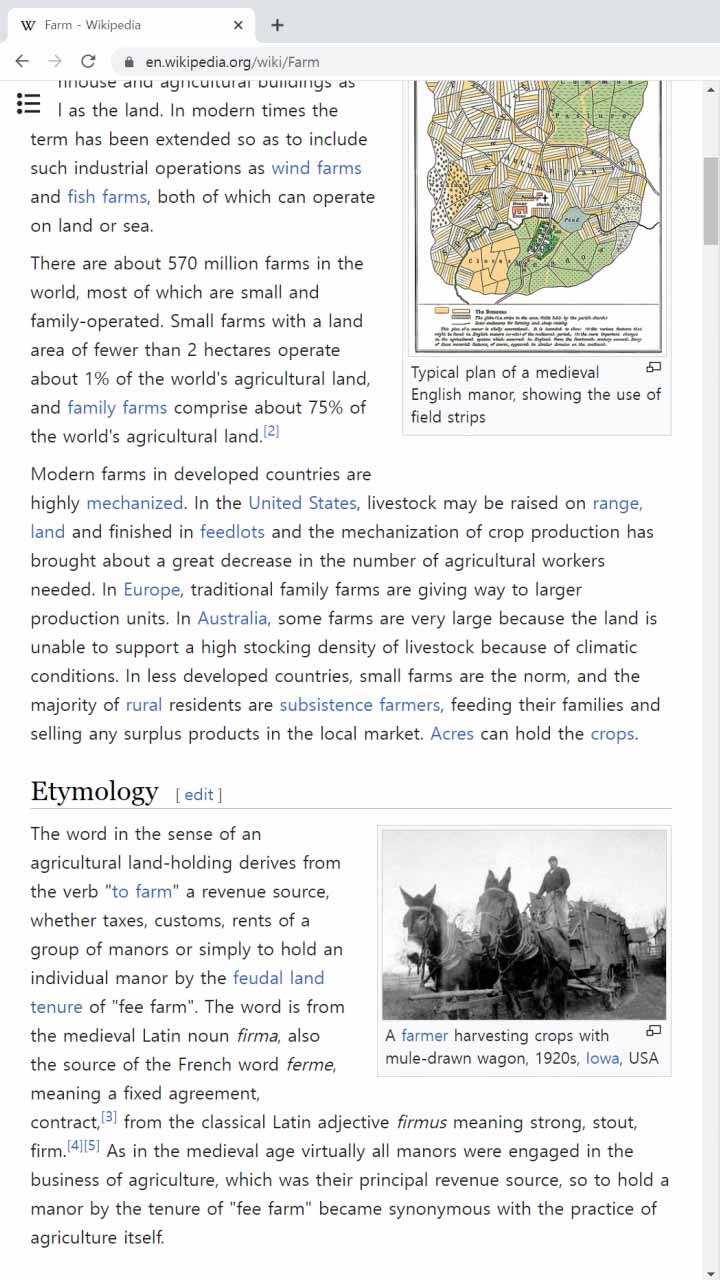 Farm - Wikipedia
en.wikipedia.org/wiki/Farm
nhouse and agricultural buildings as
l as the land. In modern times the
term has been extended so as to include
such industrial operations as wind farms
and fish farms, both of which can operate
on land or sea.
There are about 570 million farms in the
world, most of which are small and
family-operated. Small farms with a land
area of fewer than 2 hectares operate
about 1% of the world's agricultural land,
and family farms comprise about 75% of
the world's agricultural land.[2]
Pasture
Pond
The Demesne
Typical plan of a medieval
English manor, showing the use of
field strips
Modern farms in developed countries are
highly mechanized. In the United States, livestock may be raised on range,
land and finished in feedlots and the mechanization of crop production has
brought about a great decrease in the number of agricultural workers
needed. In Europe, traditional family farms are giving way to larger
production units. In Australia, some farms are very large because the land is
unable to support a high stocking density of livestock because of climatic
conditions. In less developed countries, small farms are the norm, and the
majority of rural residents are subsistence farmers, feeding their families and
selling any surplus products in the local market. Acres can hold the crops.
Etymology [ edit ]
The word in the sense of an
agricultural land-holding derives from
the verb "to farm" a revenue source,
whether taxes, customs, rents of a
group of manors or simply to hold an
individual manor by the feudal land
tenure of "fee farm". The word is from
the medieval Latin noun firma, also
the source of the French word ferme,
meaning a fixed agreement,
contract,[3] from the classical Latin adjective firmus meaning strong, stout,
firm.[4][5] As in the medieval age virtually all manors were engaged in the
business of agriculture, which was their principal revenue source, so to hold a
manor by the tenure of "fee farm" became synonymous with the practice of
agriculture itself.
A farmer harvesting crops with
mule-drawn wagon, 1920s, Iowa, USA